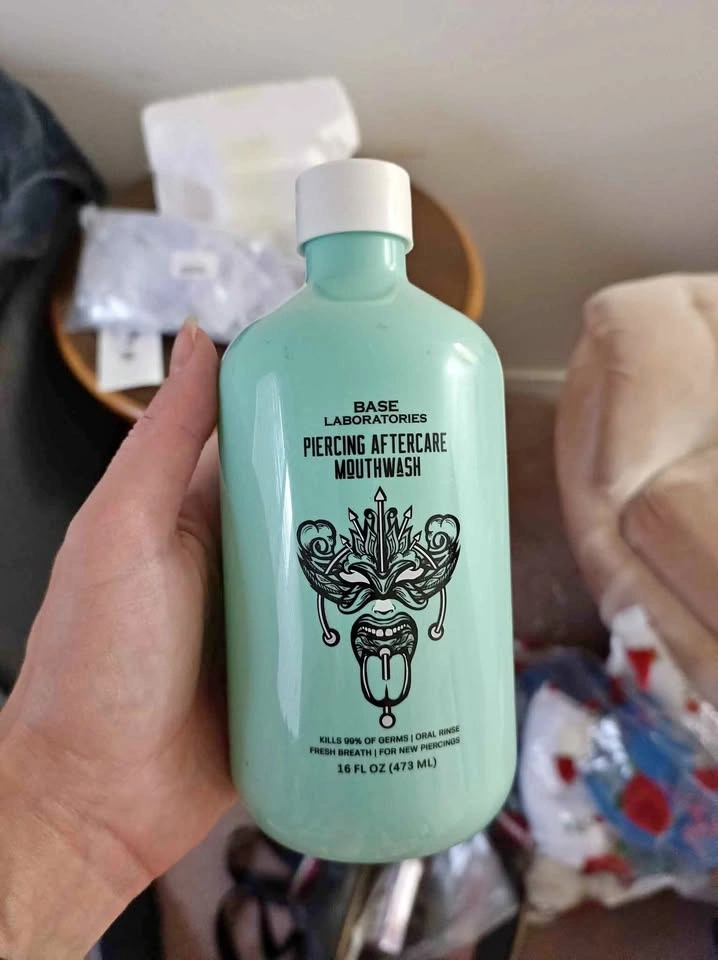 BASE
LABORATORIES
PIERCING AFTERCARE
MOUTHWASH
KILLS 99% OF GERMS | ORAL RINSE
FRESH BREATH | FOR NEW PIERCINGS
16 FL OZ (473 ML)